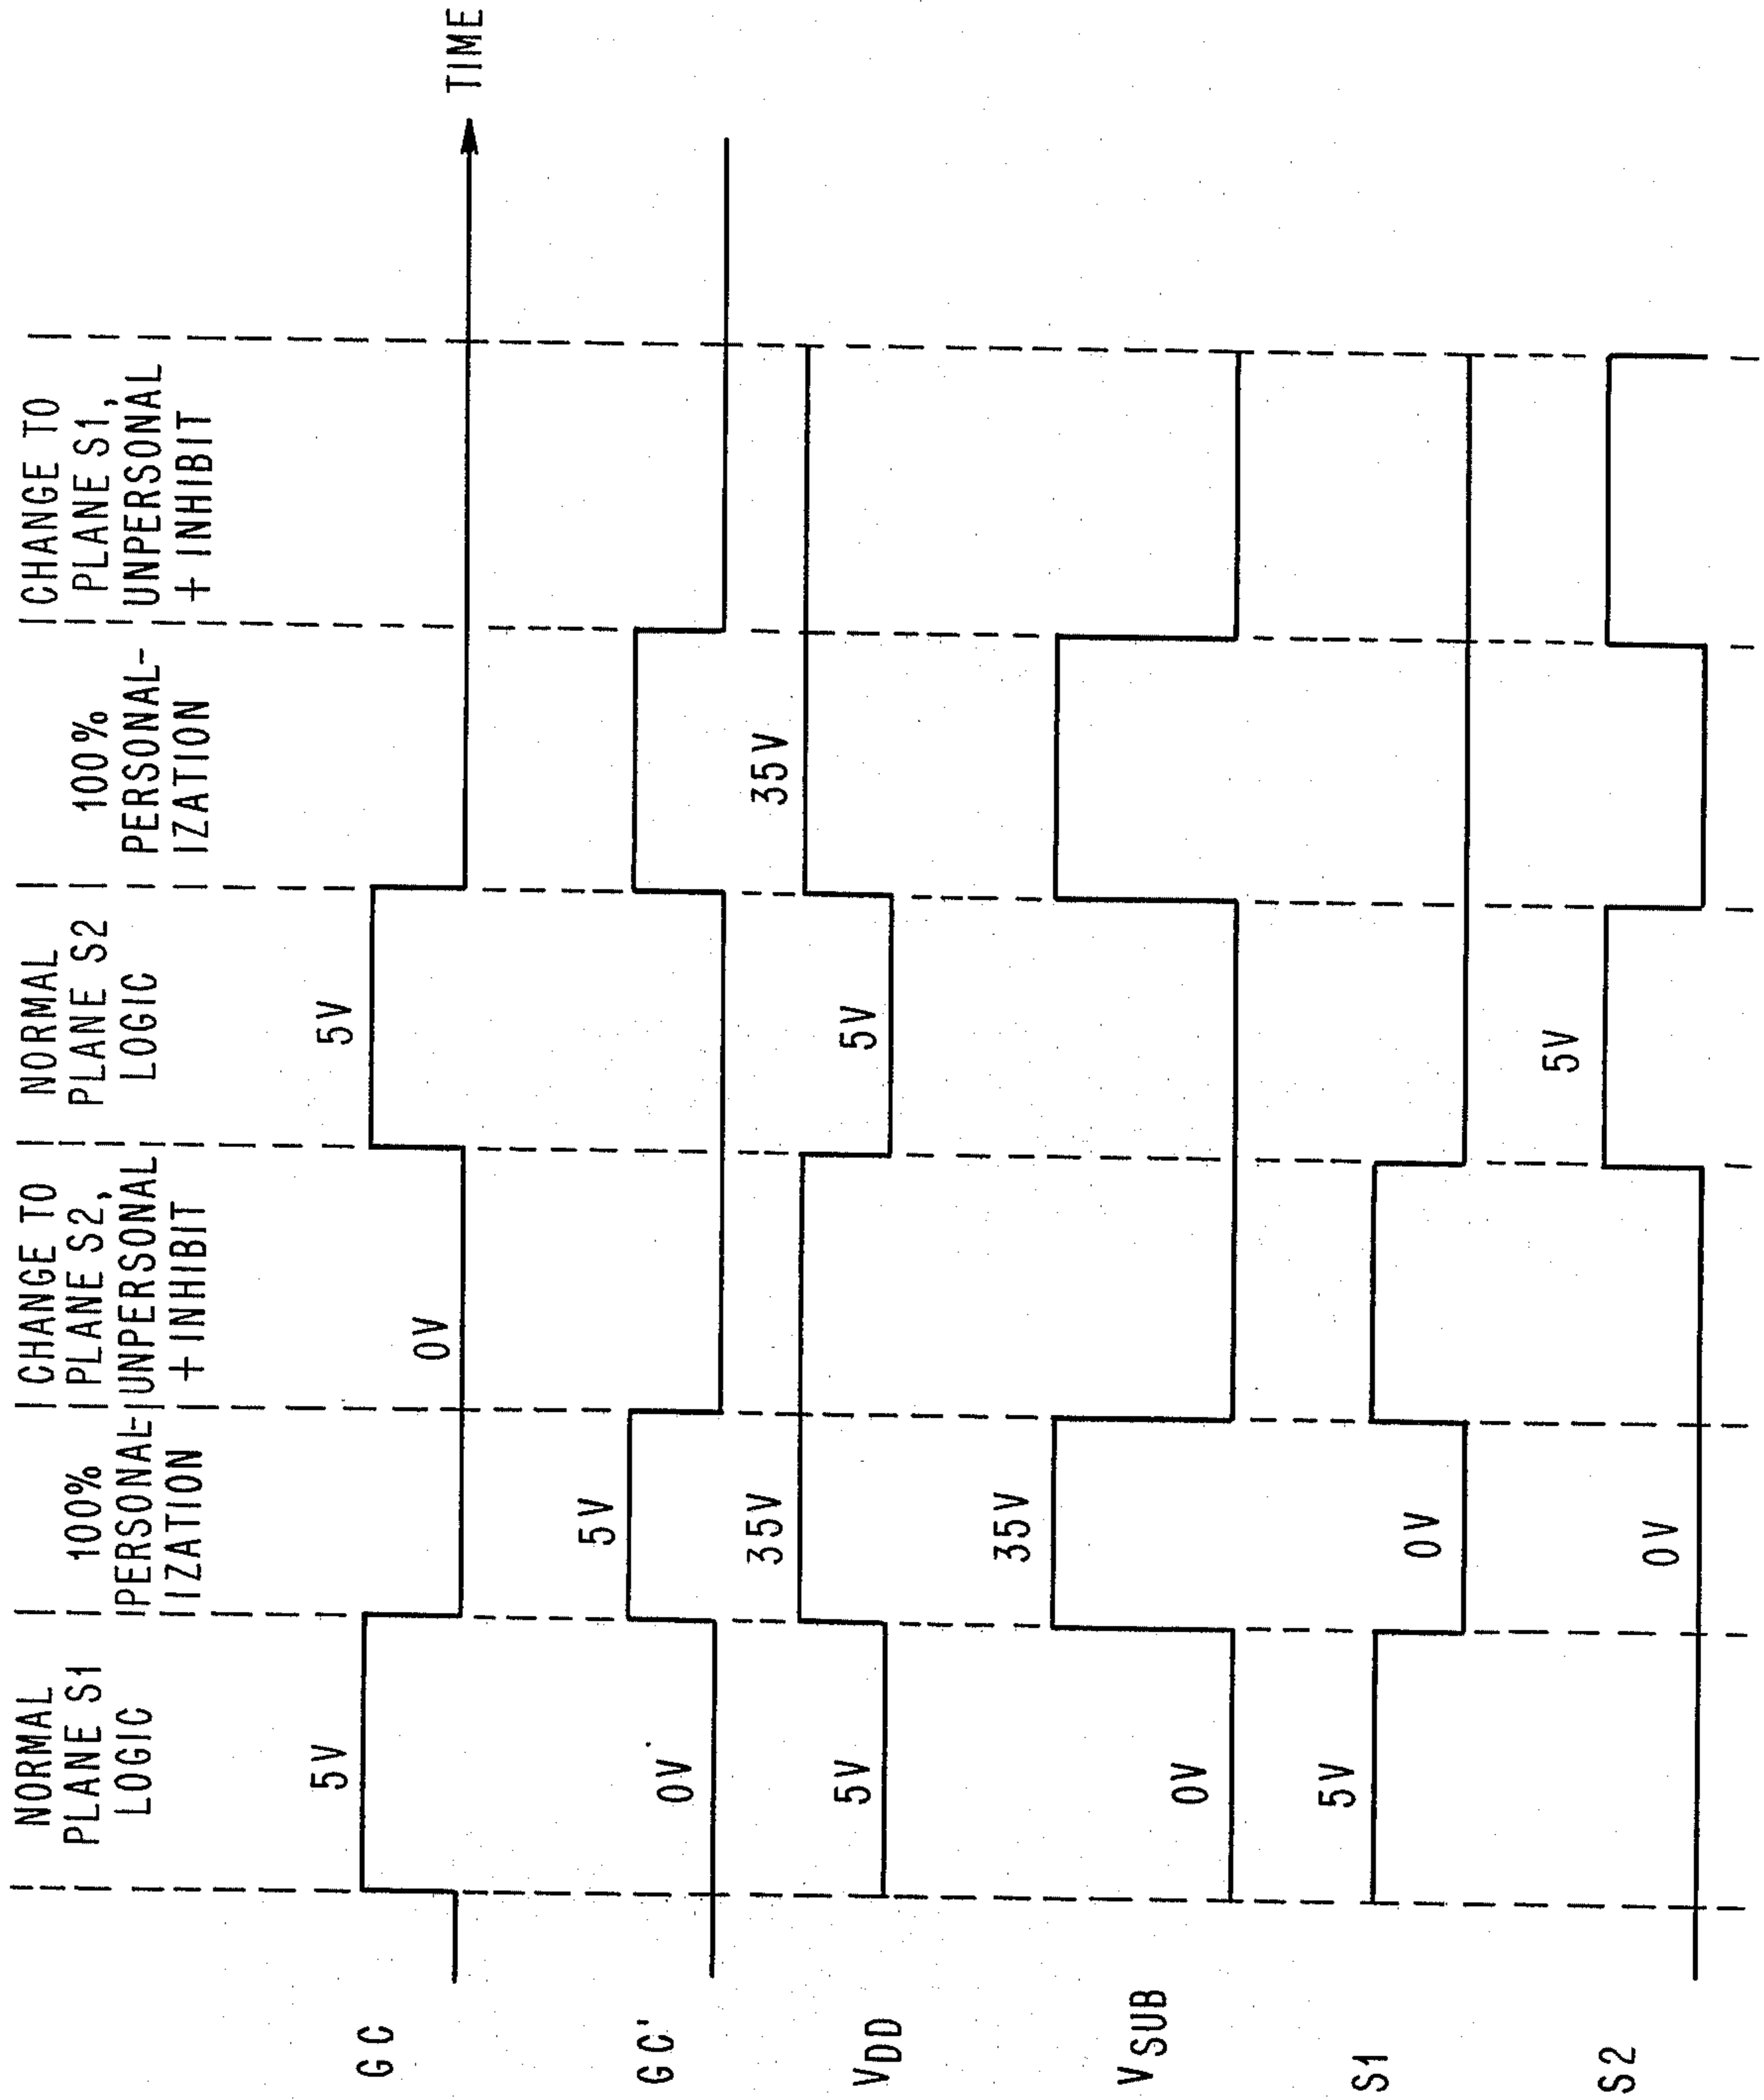 NORMAL
PLANE S1
LOGIC
100%
PERSONAL-
IZATION
CHANGE TO
PLANE S2,
UNPERSONAL
+ INHIBIT
NORMAL
PLANE S2
LOGIC
100%
PERSONAL-
IZATION
CHANGE TO
PLANE S1,
UNPERSONAL
+ INHIBIT
GC
5V
0V
5V
TIME
GC'
0V
5V
VDD
5V
35V
5V
35V
VSUB
0V
35V
S1
5V
0V
S2
0V
5V